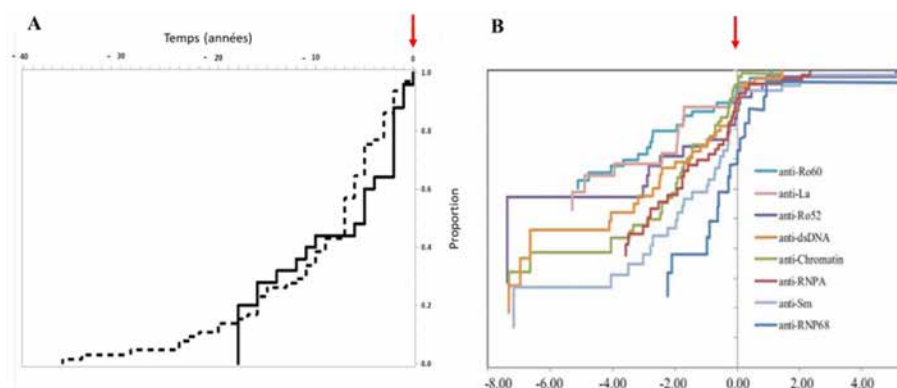 A
Temps (années)
- 40
- 30
- 20
- 10
0
1.0
0.8
0.6
0.4
0.2
0.0
Proportion
B
anti-Ro60
anti-La
anti-Ro52
anti-dsDNA
anti-Chromatin
anti-RNPA
anti-Sm
anti-RNP68
-8.00 -6.00 -4.00 -2.00 0.00 2.00 4.00